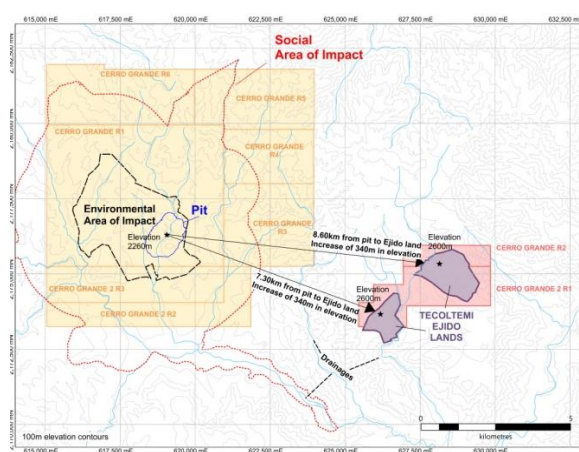 615,000 mE 617,500 mE 620,000 mE 622,500 mE 625,000 mE 627,500 mE 630,000 mE 632,500 mE
Social
Area of Impact
CERRO GRANDE R6
CERRO GRANDE R5
CERRO GRANDE R1
CERRO GRANDE
R4
Environmental
Area of Impact
Pit
Elevation
2260m
CERRO GRANDE
R3
8.60km from pit to Ejido land
Increase of 340m in elevation
Elevation
2600m
CERRO GRANDE R2
7.30km from pit to Ejido land
Increase of 340m in elevation
Elevation
2600m
CERRO GRANDE 2 R3
CERRO GRANDE 2 R1
CERRO GRANDE 2 R2
TECOLTEMI
EJIDO
LANDS
Drainages
100m elevation contours
0 5
kilometres
615,000 mE 617,500 mE 620,000 mE 622,500 mE 625,000 mE 627,500 mE 630,000 mE